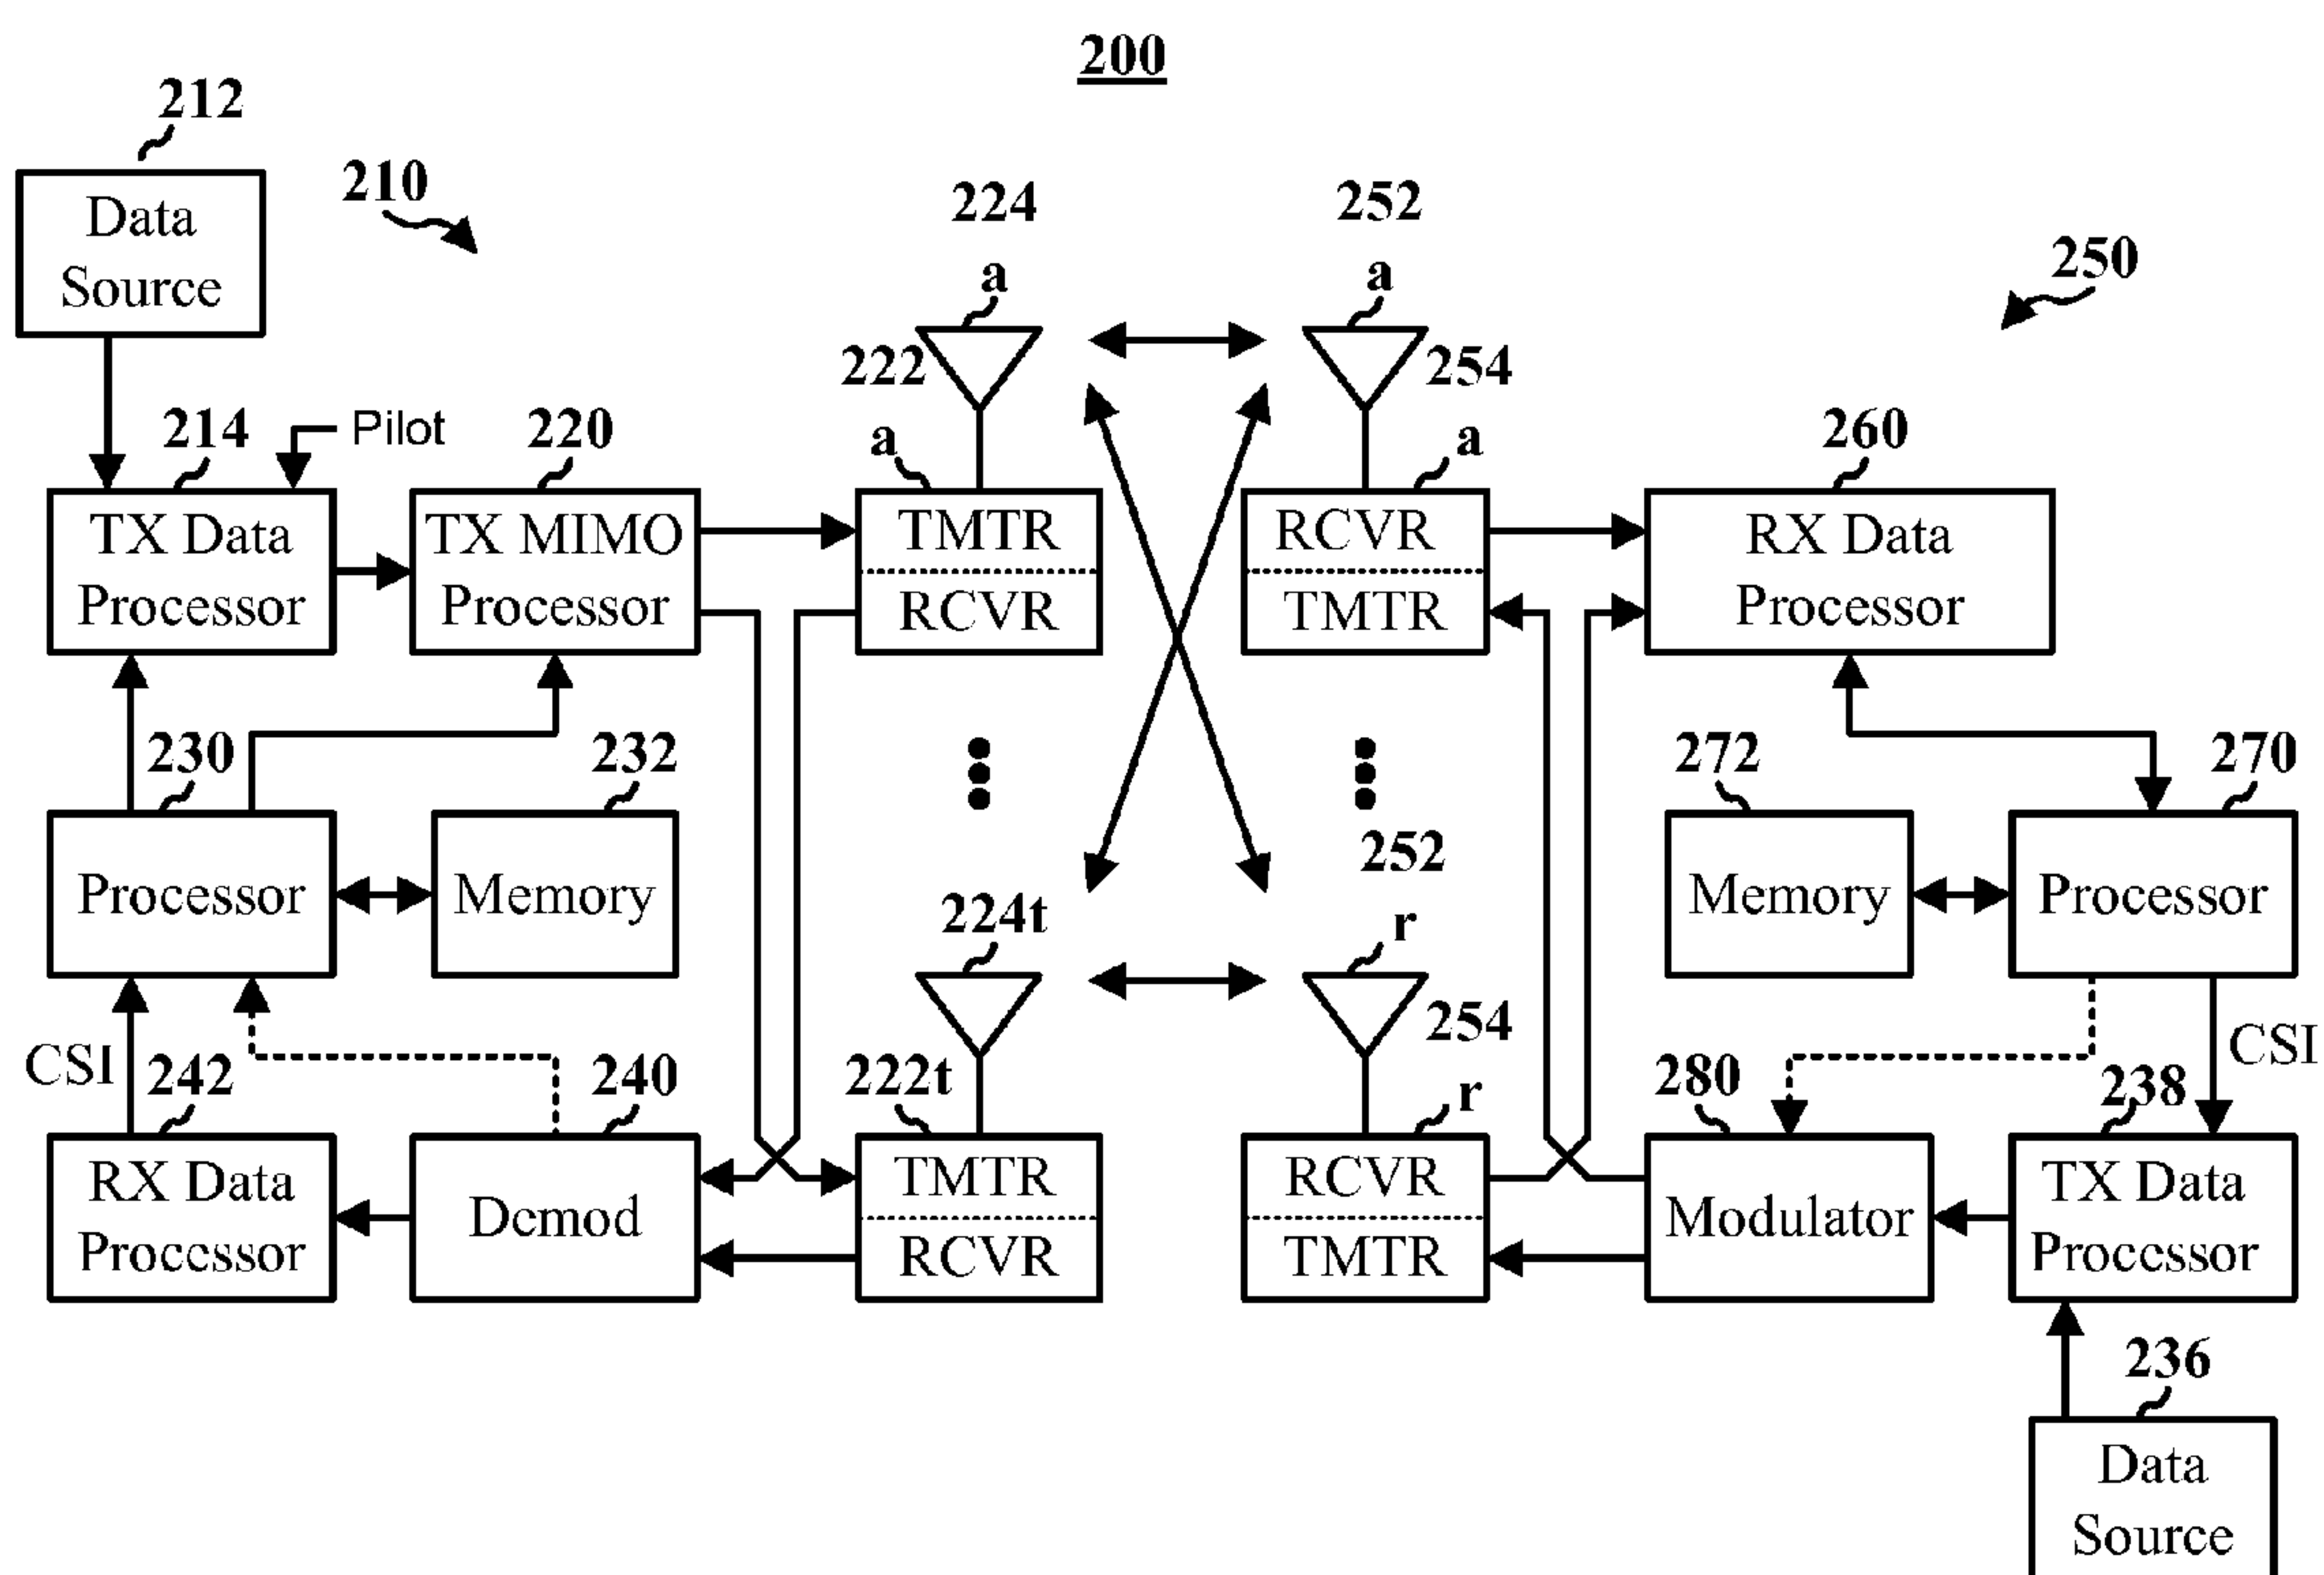 200
212
Data
Source
210
224
a
252
a
250
222
a
254
a
214
Pilot
220
260
TX Data
Processor
TX MIMO
Processor
TMTR
RCVR
RCVR
TMTR
RX Data
Processor
230
232
272
270
Processor
Memory
252
r
Memory
Processor
224t
254
r
CSI
242
240
222t
280
238
CSI
RX Data
Processor
Demod
TMTR
RCVR
RCVR
TMTR
Modulator
TX Data
Processor
236
Data
Source